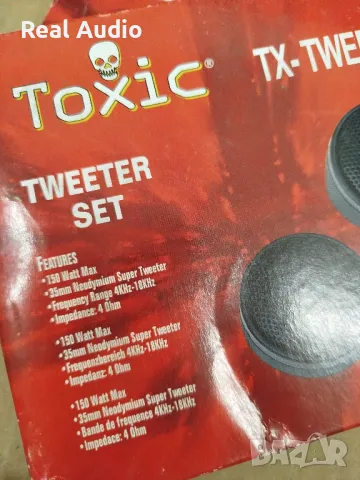 Real Audio
Toxic®
TX-TWE
TWEETER
SET
FEATURES
•150 Watt Max
•35mm Neodymium Super Tweeter
•Frequency Range 4KHz-18KHz
•Impedance: 4 Ohm
•150 Watt Max
•35mm Neodymium Super Tweeter
•Frequenzbereich 4KHz-18KHz
•Impedanz: 4 Ohm
•150 Watt Max
•35mm Neodymium Super Tweeter
•Bande de frequence 4KHz-18KHz
•Impedace: 4 Ohm
BAZAR